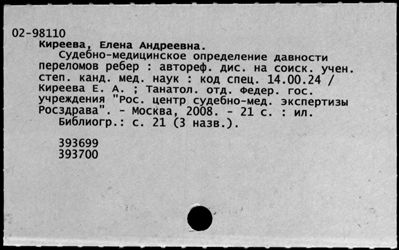 02-98110
Киреева, Елена Андреевна.
Судебно-медицинское определение давности
переломов ребер : автореф. дис. на соиск. учен.
степ. канд. мед. наук : код спец. 14.00.24 /
Киреева Е. А. ; Танатол. отд. Федер. гос.
учреждения "Рос. центр судебно-мед. экспертизы
Росздрава". - Москва, 2008. - 21 с. : ил.
Библиогр.: с. 21 (3 назв.).
393699
393700